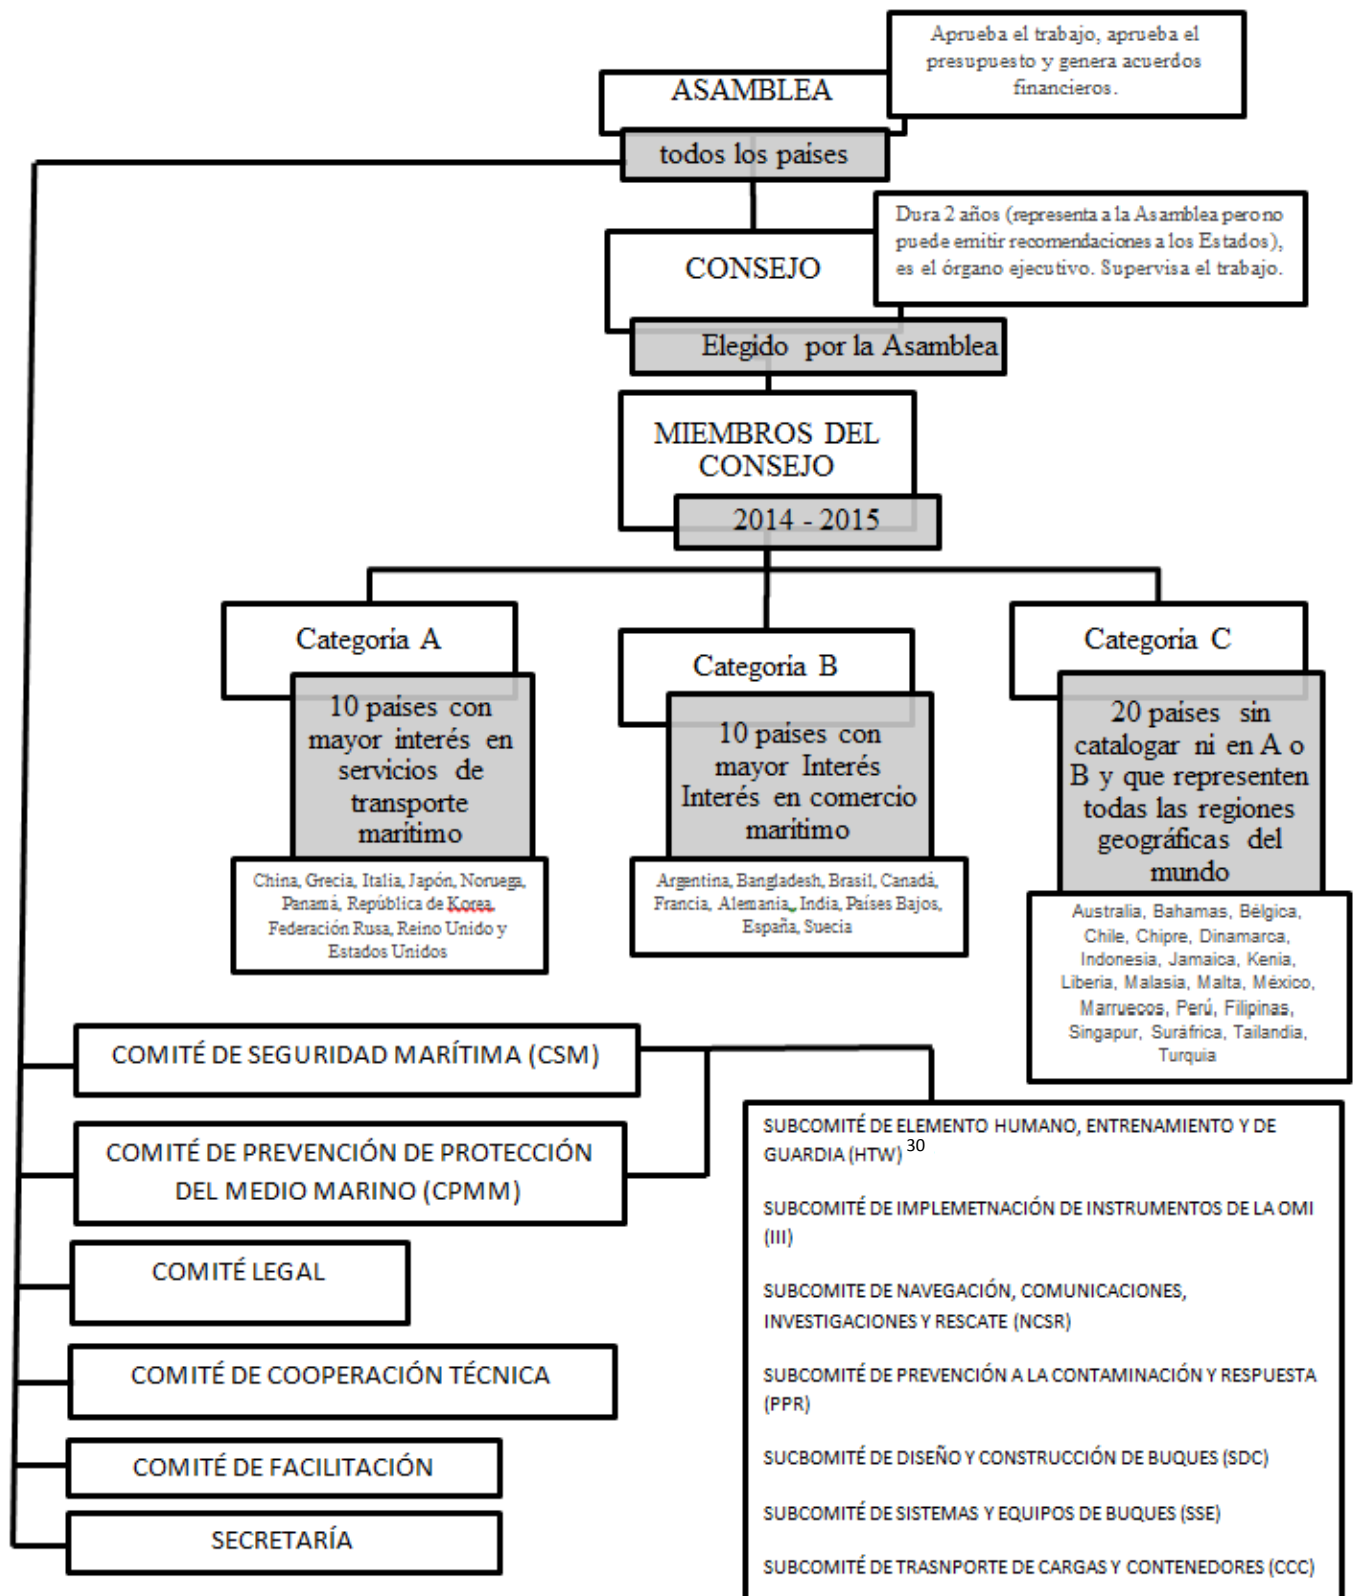 Aprueba el trabajo, aprueba el
presupuesto y genera acuerdos
financieros.
ASAMBLEA
todos los países
Dura 2 años (representa a la Asamblea pero no
puede emitir recomendaciones a los Estados),
es el órgano ejecutivo. Supervisa el trabajo.
CONSEJO
Elegido por la Asamblea
MIEMBROS DEL
CONSEJO
2014 - 2015
Categoría A
10 países con
mayor interés en
servicios de
transporte
marítimo
China, Grecia, Italia, Japón, Noruega,
Panamá, República de Korea,
Federación Rusa, Reino Unido y
Estados Unidos
Categoría B
10 países con
mayor Interés
Interés en comercio
marítimo
Argentina, Bangladesh, Brasil, Canadá,
Francia, Alemania, India, Países Bajos,
España, Suecia
Categoría C
20 países sin
catalogar ni en A o
B y que representen
todas las regiones
geográficas del
mundo
Australia, Bahamas, Bélgica,
Chile, Chipre, Dinamarca,
Indonesia, Jamaica, Kenia,
Liberia, Malasia, Malta, México,
Marruecos, Perú, Filipinas,
Singapur, Suráfrica, Tailandia,
Turquia
COMITÉ DE SEGURIDAD MARÍTIMA (CSM)
COMITÉ DE PREVENCIÓN DE PROTECCIÓN
DEL MEDIO MARINO (CPMM)
COMITÉ LEGAL
COMITÉ DE COOPERACIÓN TÉCNICA
COMITÉ DE FACILITACIÓN
SECRETARÍA
SUBCOMITÉ DE ELEMENTO HUMANO, ENTRENAMIENTO Y DE
GUARDIA (HTW) 30
SUBCOMITÉ DE IMPLEMETNACIÓN DE INSTRUMENTOS DE LA OMI
(III)
SUBCOMITE DE NAVEGACIÓN, COMUNICACIONES,
INVESTIGACIONES Y RESCATE (NCSR)
SUBCOMITÉ DE PREVENCIÓN A LA CONTAMINACIÓN Y RESPUESTA
(PPR)
SUCBOMITÉ DE DISEÑO Y CONSTRUCCIÓN DE BUQUES (SDC)
SUBCOMITÉ DE SISTEMAS Y EQUIPOS DE BUQUES (SSE)
SUBCOMITÉ DE TRASNPORTE DE CARGAS Y CONTENEDORES (CCC)